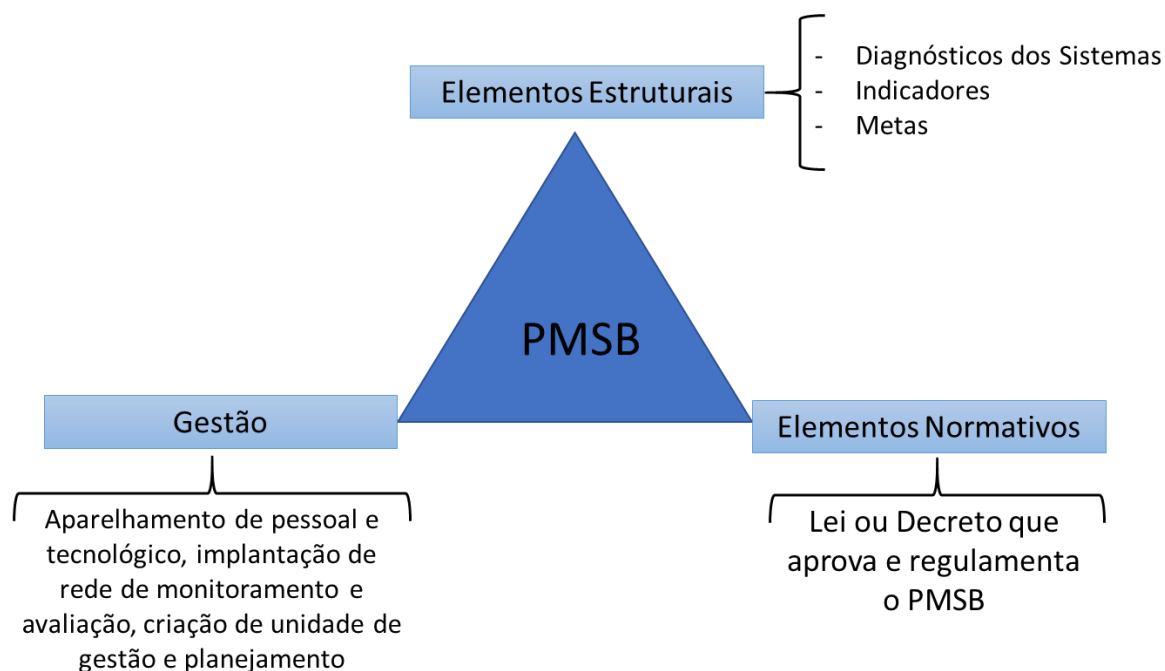 Elementos Estruturais
- Diagnósticos dos Sistemas
- Indicadores
- Metas
PMSB
Gestão
Aparelhamento de pessoal e
tecnológico, implantação de
rede de monitoramento e
avaliação, criação de unidade de
gestão e planejamento
Elementos Normativos
Lei ou Decreto que
aprova e regulamenta
o PMSB